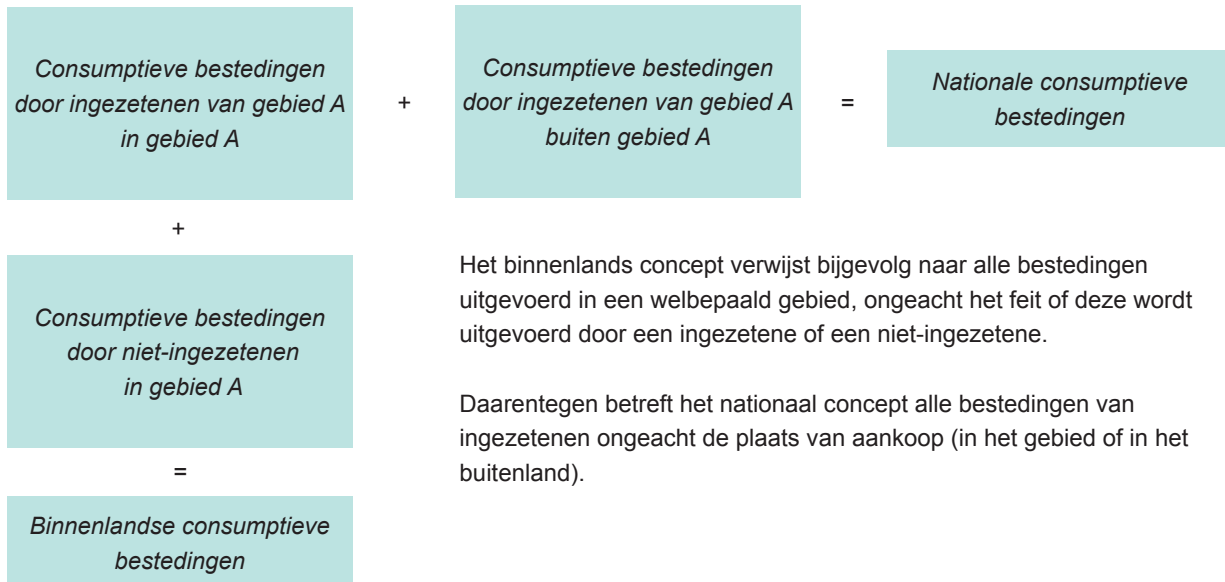 Consumptieve bestedingen
door ingezetenen van gebied A
in gebied A
+
Consumptieve bestedingen
door ingezetenen van gebied A
buiten gebied A
=
Nationale consumptieve
bestedingen
+
Consumptieve bestedingen
door niet-ingezetenen
in gebied A
=
Binnenlandse consumptieve
bestedingen
Het binnenlands concept verwijst bijgevolg naar alle bestedingen
uitgevoerd in een welbepaald gebied, ongeacht het feit of deze wordt
uitgevoerd door een ingezetene of een niet-ingezetene.
Daarentegen betreft het nationaal concept alle bestedingen van
ingezetenen ongeacht de plaats van aankoop (in het gebied of in het
buitenland).